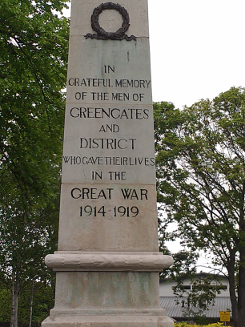 IN
GRATEFUL MEMORY
OF THE MEN OF
GREENGATES
AND
DISTRICT
WHO GAVE THEIR LIVES
IN THE
GREAT WAR
1914-1919